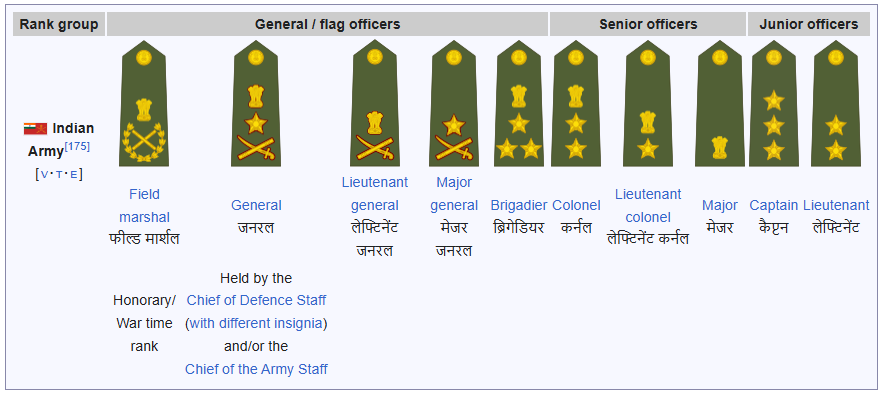 Rank group
General / flag officers
Senior officers
Junior officers
Indian
Army[175]
[V·T·E]
Field
marshal
फील्ड मार्शल
General
जनरल
Lieutenant
general
लेफ्टिनेंट
जनरल
Major
general
मेजर
जनरल
Brigadier
ब्रिगेडियर
Colonel
कर्नल
Lieutenant
colonel
लेफ्टिनेंट कर्नल
Major
मेजर
Captain
कैप्टन
Lieutenant
लेफ्टिनेंट
Honorary/
War time
rank
Held by the
Chief of Defence Staff
(with different insignia)
and/or the
Chief of the Army Staff